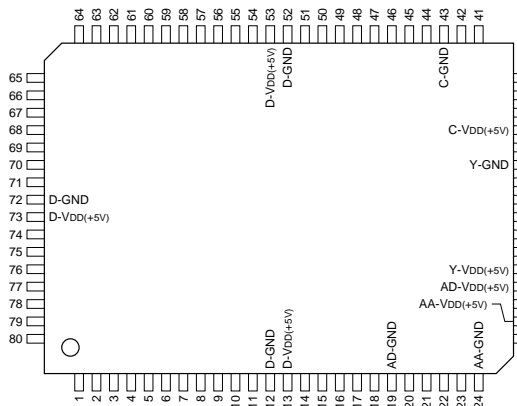 64 63 62 61 60 59 58 57 56 55 54 53 52 51 50 49 48 47 46 45 44 43 42 41
D-VDD(+5V)
D-GND
C-GND
65
66
67
68 C-VDD(+5V)
69
70 Y-GND
71
72 D-GND
73 D-VDD(+5V)
74
75
76 Y-VDD(+5V)
77 AD-VDD(+5V)
78 AA-VDD(+5V)
79
80
D-GND
D-VDD(+5V)
AD-GND
AA-GND
1 2 3 4 5 6 7 8 9 10 11 12 13 14 15 16 17 18 19 20 21 22 23 24